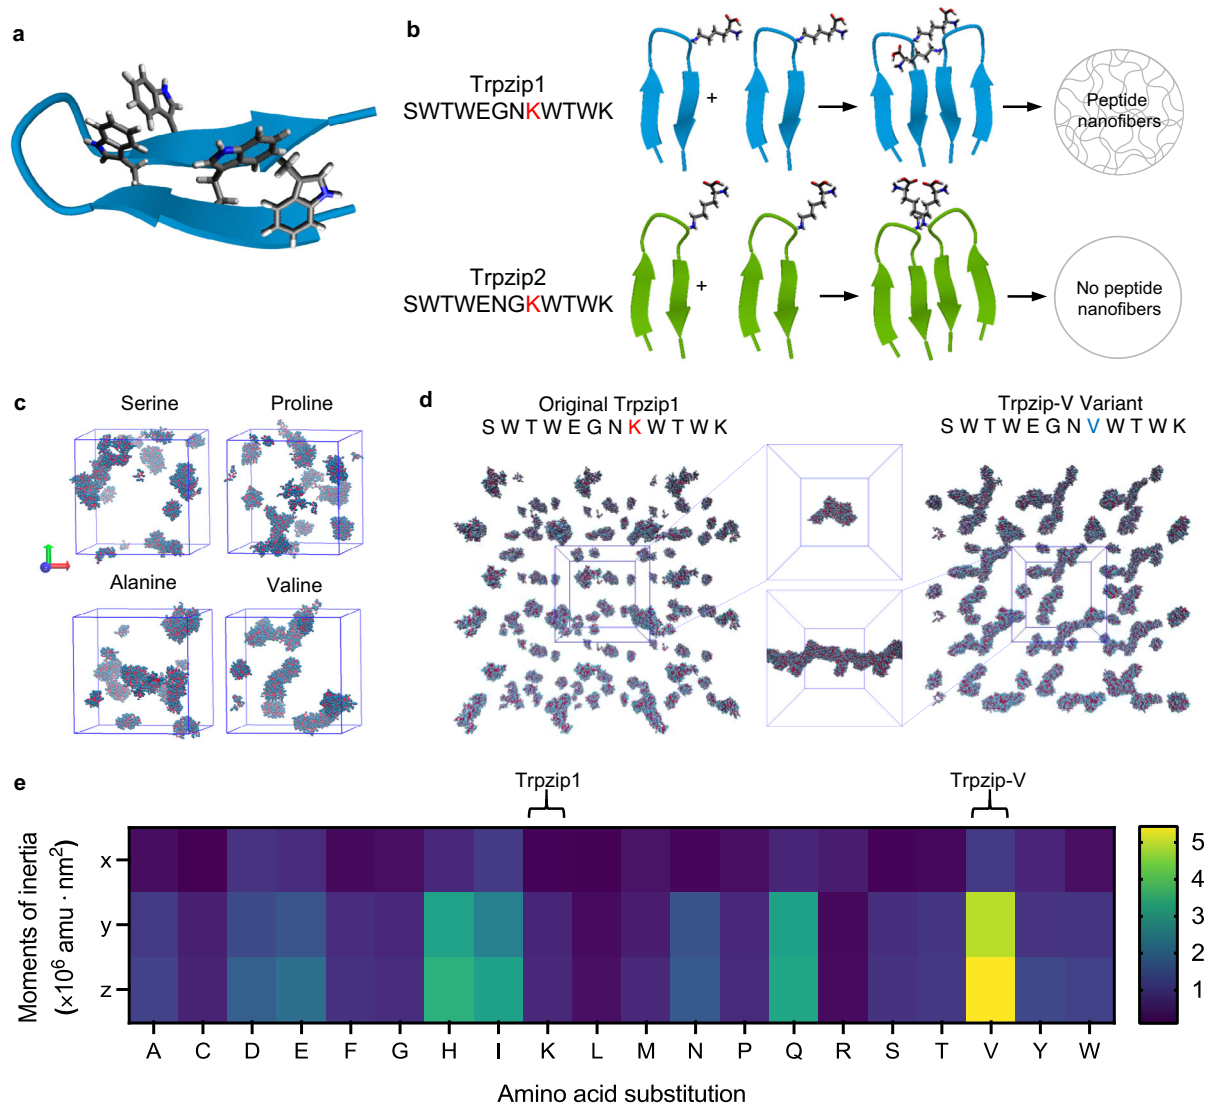 a
b
Trpzip1
SWTWEGNKWTWK
+
Peptide
nanofibers
Trpzip2
SWTWENGKWTWK
+
No peptide
nanofibers
c
Serine
Proline
Alanine
Valine
d
Original Trpzip1
S W T W E G N K W T W K
Trpzip-V Variant
S W T W E G N V W T W K
e
Trpzip1
Trpzip-V
Moments of inertia
(×10⁶ amu · nm²)
x
y
z
5
4
3
2
1
A C D E F G H I K L M N P Q R S T V Y W
Amino acid substitution